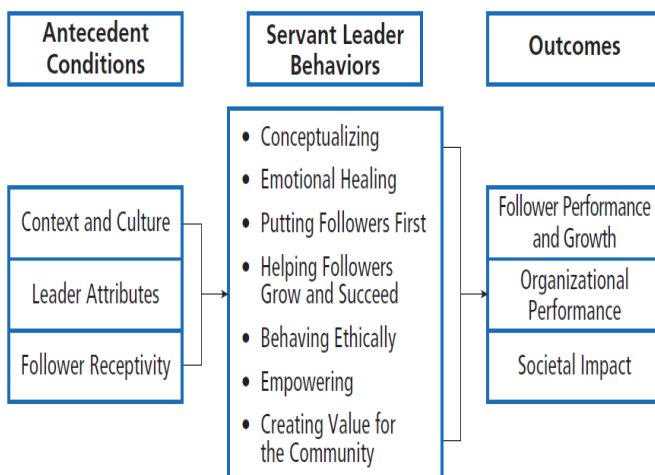 Antecedent
Conditions
Servant Leader
Behaviors
Outcomes
Context and Culture
Leader Attributes
Follower Receptivity
• Conceptualizing
• Emotional Healing
• Putting Followers First
• Helping Followers
Grow and Succeed
• Behaving Ethically
• Empowering
• Creating Value for
the Community
Follower Performance
and Growth
Organizational
Performance
Societal Impact